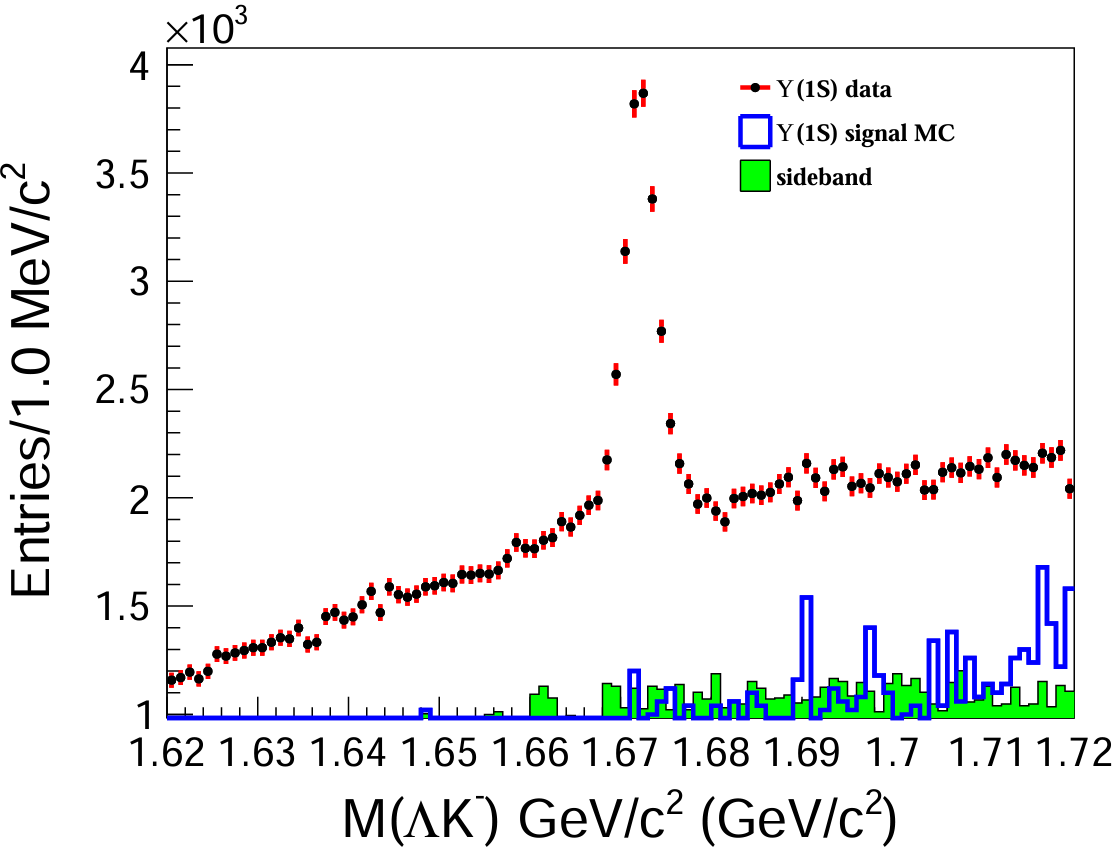 ×10³
4
3.5
3
2.5
2
1.5
1
Entries/1.0 MeV/c²
ϒ(1S) data
ϒ(1S) signal MC
sideband
1.62 1.63 1.64 1.65 1.66 1.67 1.68 1.69 1.7 1.71 1.72
M(ΛK⁻) GeV/c² (GeV/c²)